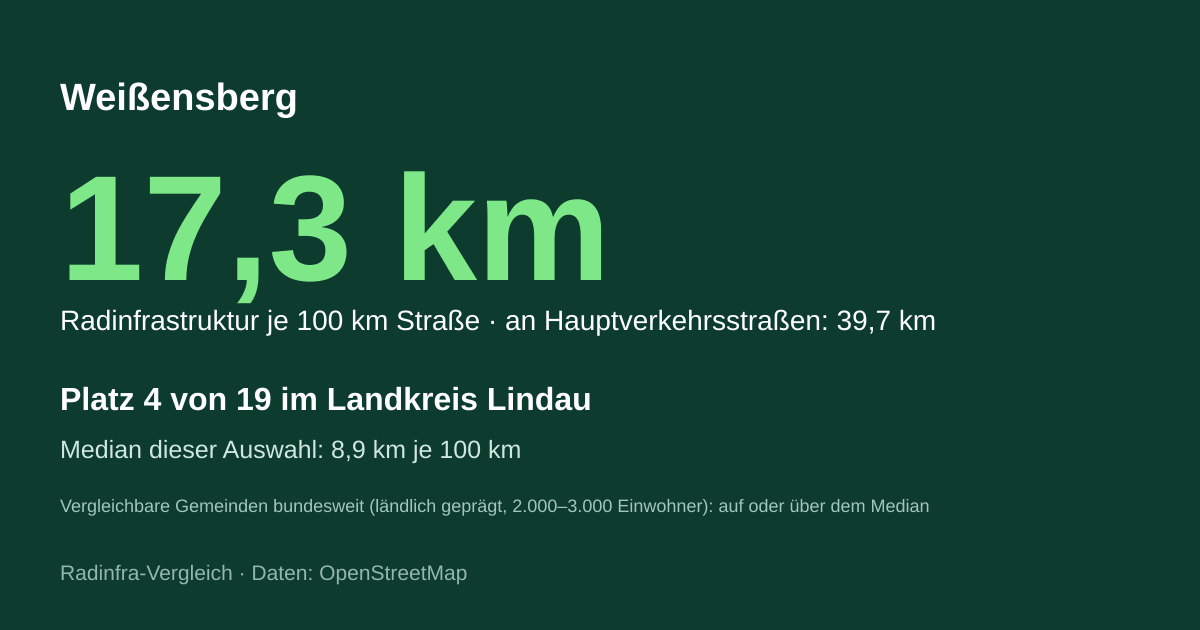 Weißensberg
17,3 km
Radinfrastruktur je 100 km Straße · an Hauptverkehrsstraßen: 39,7 km
Platz 4 von 19 im Landkreis Lindau
Median dieser Auswahl: 8,9 km je 100 km
Vergleichbare Gemeinden bundesweit (ländlich geprägt, 2.000–3.000 Einwohner): auf oder über dem Median
Radinfra-Vergleich · Daten: OpenStreetMap